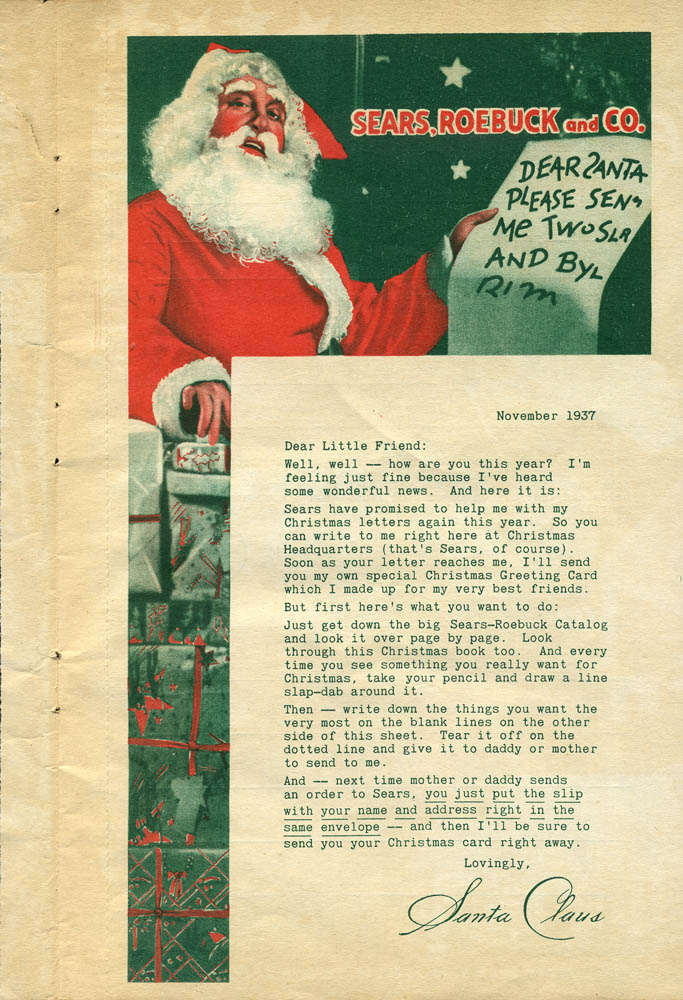 SEARS, ROEBUCK and CO.
DEAR SANTA
PLEASE SEN
Me TWO SLA
AND BYL
November 1937
Dear Little Friend:
Well, well -- how are you this year? I'm
feeling just fine because I've heard
some wonderful news. And here it is:
Sears have promised to help me with my
Christmas letters again this year. So you
can write to me right here at Christmas
Headquarters (that's Sears, of course).
Soon as your letter reaches me, I'll send
you my own special Christmas Greeting Card
which I made up for my very best friends.
But first here's what you want to do:
Just get down the big Sears-Roebuck Catalog
and look it over page by page. Look
through this Christmas book too. And every
time you see something you really want for
Christmas, take your pencil and draw a line
slap-dab around it.
Then -- write down the things you want the
very most on the blank lines on the other
side of this sheet. Tear it off on the
dotted line and give it to daddy or mother
to send to me.
And -- next time mother or daddy sends
an order to Sears, you just put the slip
with your name and address right in the
same envelope -- and then I'll be sure to
send you your Christmas card right away.
Lovingly,
Santa Claus